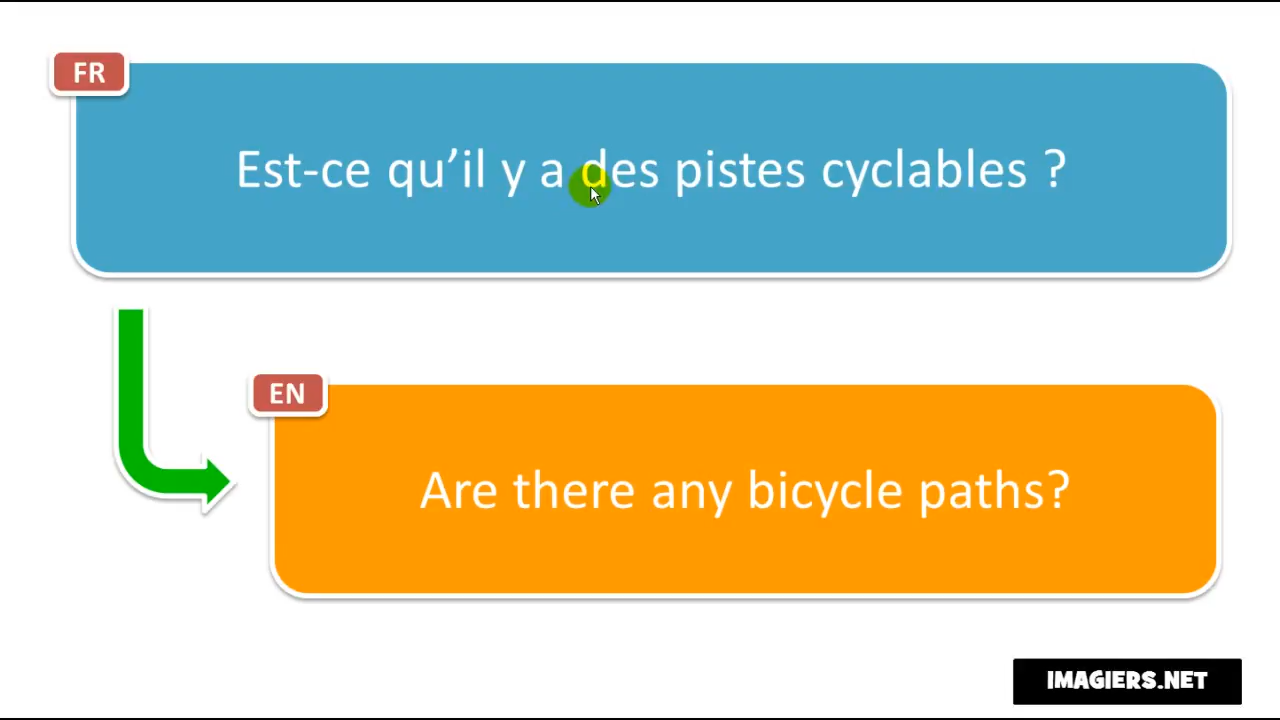 FR
Est-ce qu’il y a des pistes cyclables ?
EN
Are there any bicycle paths?
IMAGIERS.NET